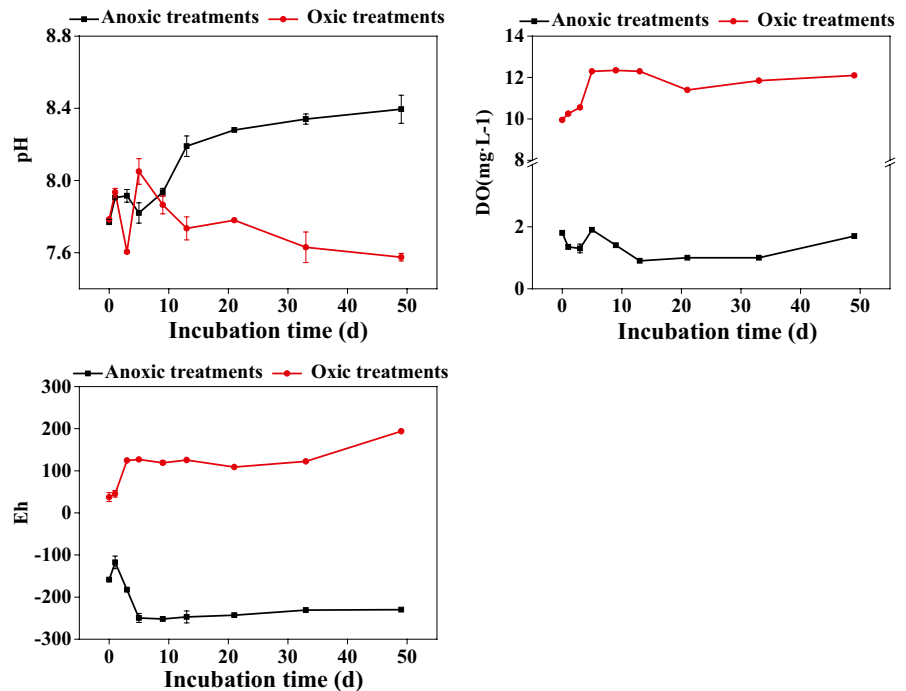 Anoxic treatments Oxic treatments
8.8
8.4
8.0
7.6
pH
0 10 20 30 40 50
Incubation time (d)
Anoxic treatments Oxic treatments
14
12
10
8
2
0
DO(mg·L-1)
0 10 20 30 40 50
Incubation time (d)
Anoxic treatments Oxic treatments
300
200
100
0
-100
-200
-300
Eh
0 10 20 30 40 50
Incubation time (d)